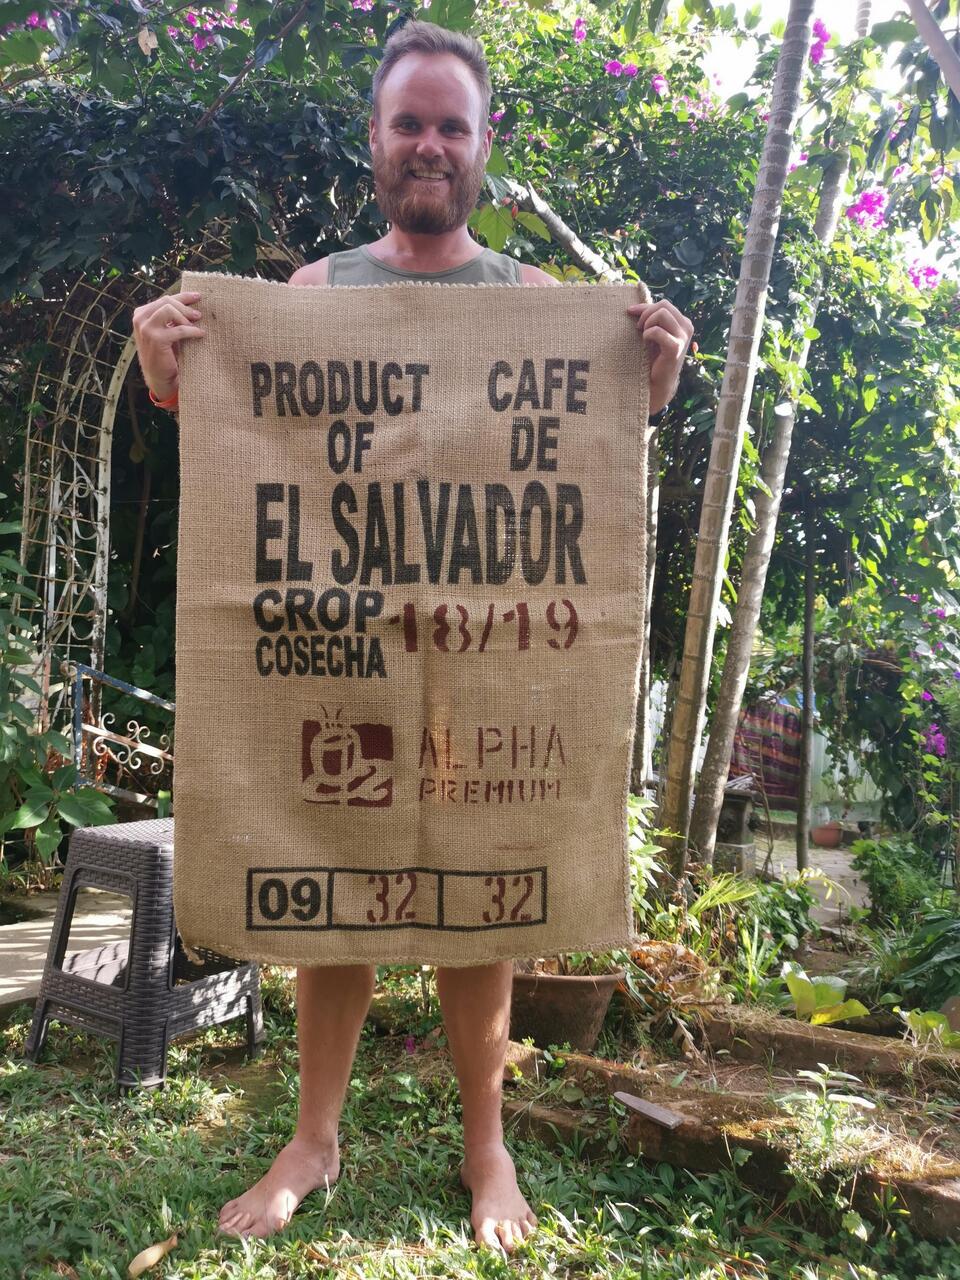 PRODUCT CAFE
OF DE
EL SALVADOR
CROP 18/19
COSECHA
ALPHA
PREMIUM
09 32 32